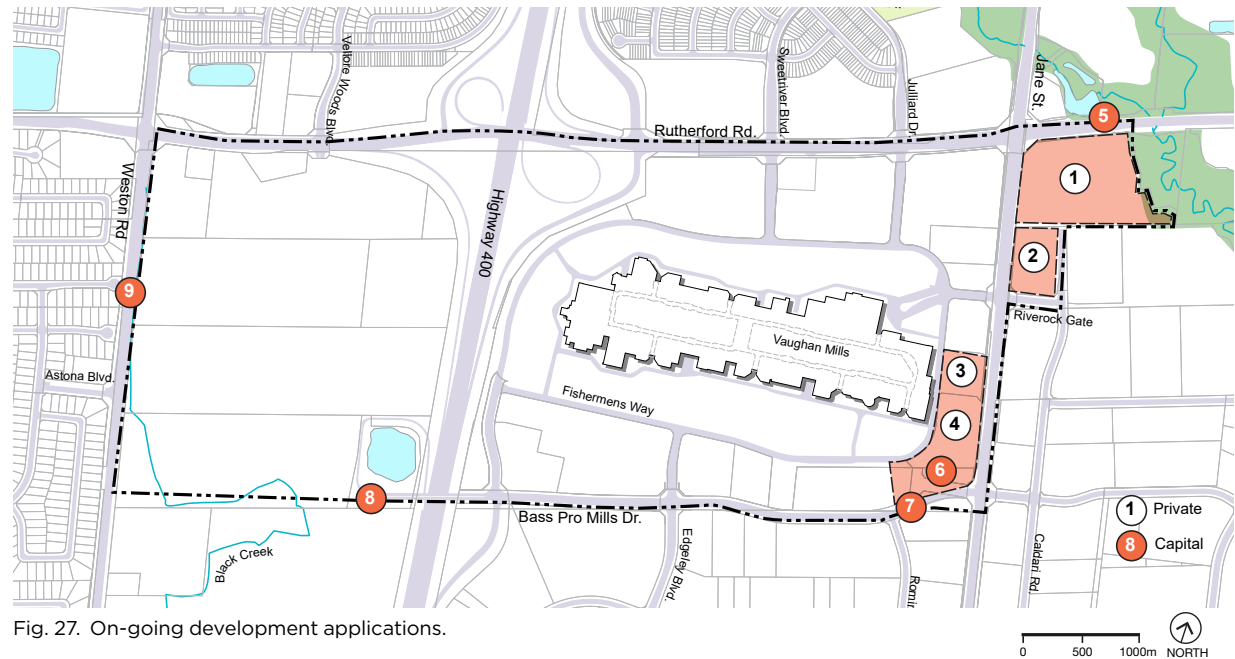 Vellore Woods Blvd.
Sweetriver Blvd.
Julliard Dr.
Jane St.
5
Rutherford Rd.
Weston Rd
1
Highway 400
2
9
Riverock Gate
Vaughan Mills
3
Astona Blvd.
Fishermens Way
4
6
8
7
Bass Pro Mills Dr.
1 Private
8 Capital
Edgeley Blvd.
Caldari Rd.
Black Creek
Romin
Fig. 27. On-going development applications.
0 500 1000m NORTH